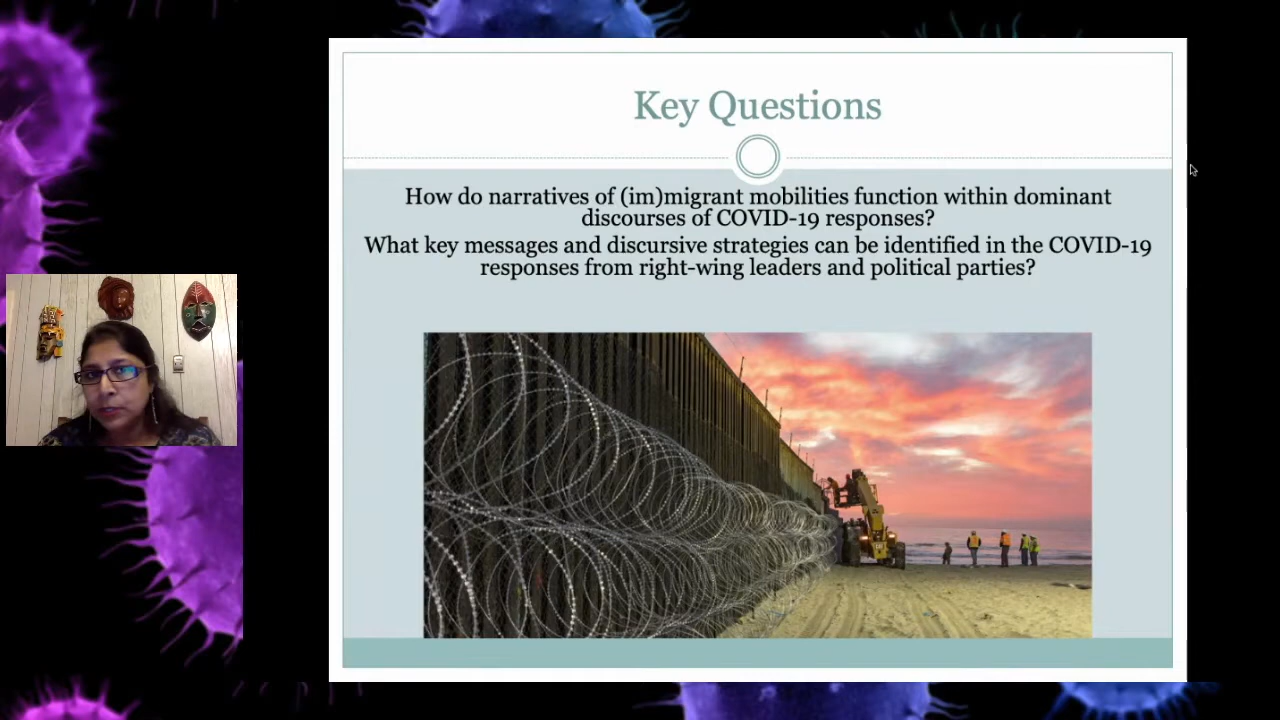 Key Questions
How do narratives of (im)migrant mobilities function within dominant
discourses of COVID-19 responses?
What key messages and discursive strategies can be identified in the COVID-19
responses from right-wing leaders and political parties?